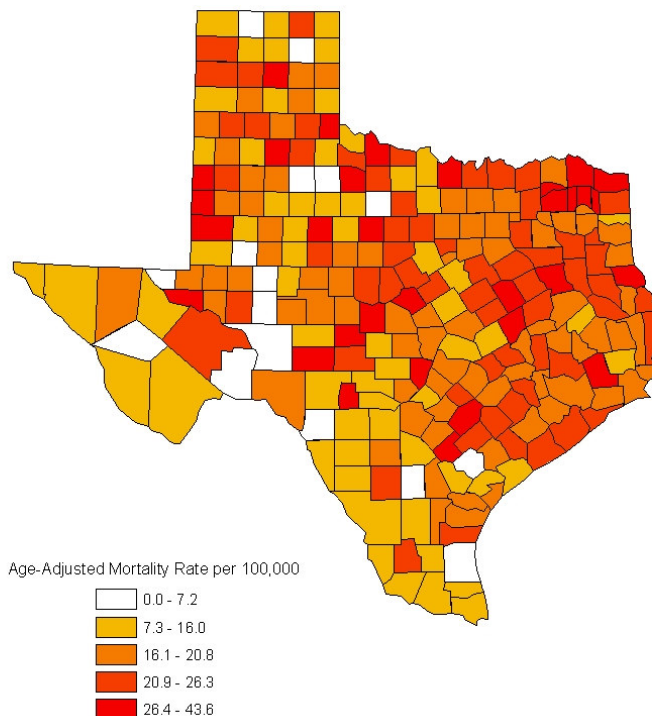 Age-Adjusted Mortality Rate per 100,000
0.0 - 7.2
7.3 - 16.0
16.1 - 20.8
20.9 - 26.3
26.4 - 43.6